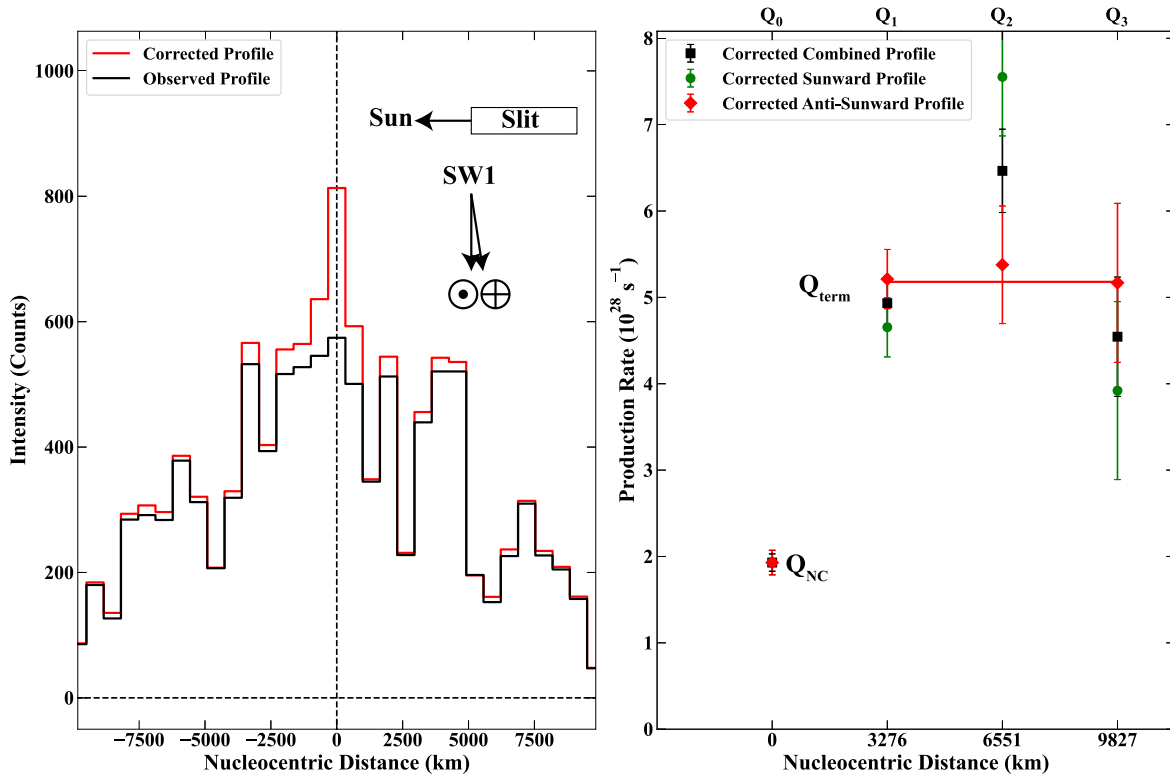 Corrected Profile
Observed Profile
Sun
Slit
SW1
1000
800
600
400
200
0
Intensity (Counts)
−7500 −5000 −2500 0 2500 5000 7500
Nucleocentric Distance (km)
Q0 Q1 Q2 Q3
Corrected Combined Profile
Corrected Sunward Profile
Corrected Anti-Sunward Profile
8
7
6
5
4
3
2
1
0
Production Rate (10^28 s^−1)
Qterm
QNC
0 3276 6551 9827
Nucleocentric Distance (km)